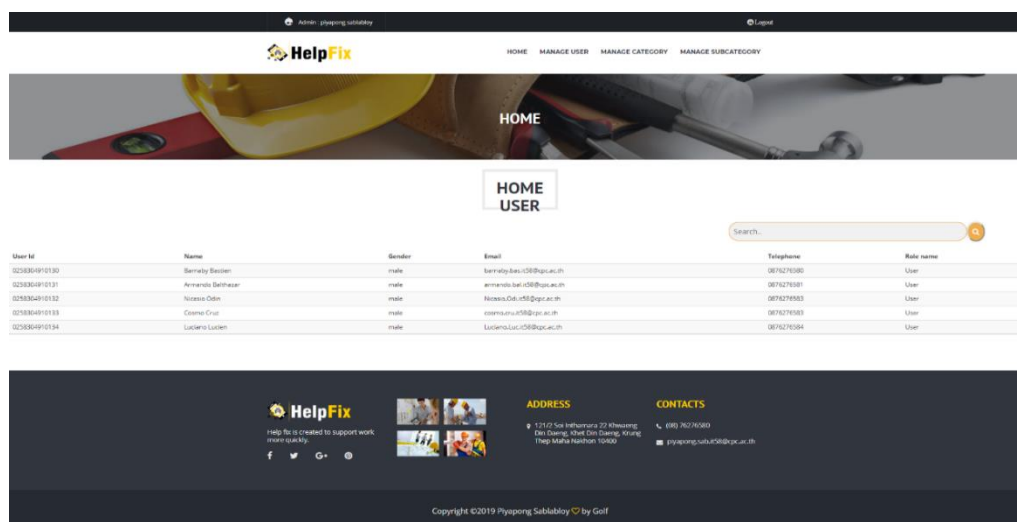 Admin : piyapong sablabloy
Logout
HelpFix
HOME MANAGE USER MANAGE CATEGORY MANAGE SUBCATEGORY
HOME
HOME
USER
Search..
User Id Name Gender Email Telephone Role name
0258304910130 Barnaby Bastien male barnaby.bas.it58@cpc.ac.th 0876276580 User
0258304910131 Armando Balthazar male armando.bal.it58@cpc.ac.th 0876276581 User
0258304910132 Nicasio Odin male Nicasio.Odi.it58@cpc.ac.th 0876276583 User
0258304910133 Cosmo Cruz male cosmo.cru.it58@cpc.ac.th 0876276583 User
0258304910134 Luciano Lucien male Luciano.Luc.it58@cpc.ac.th 0876276584 User
HelpFix
Help fix is created to support work
more quickly.
ADDRESS
121/2 Soi Inthamara 22 Khwaeng
Din Daeng, Khet Din Daeng, Krung
Thep Maha Nakhon 10400
CONTACTS
(08) 76276580
piyapong.sab.it58@cpc.ac.th
Copyright ©2019 Piyapong Sablabloy by Golf